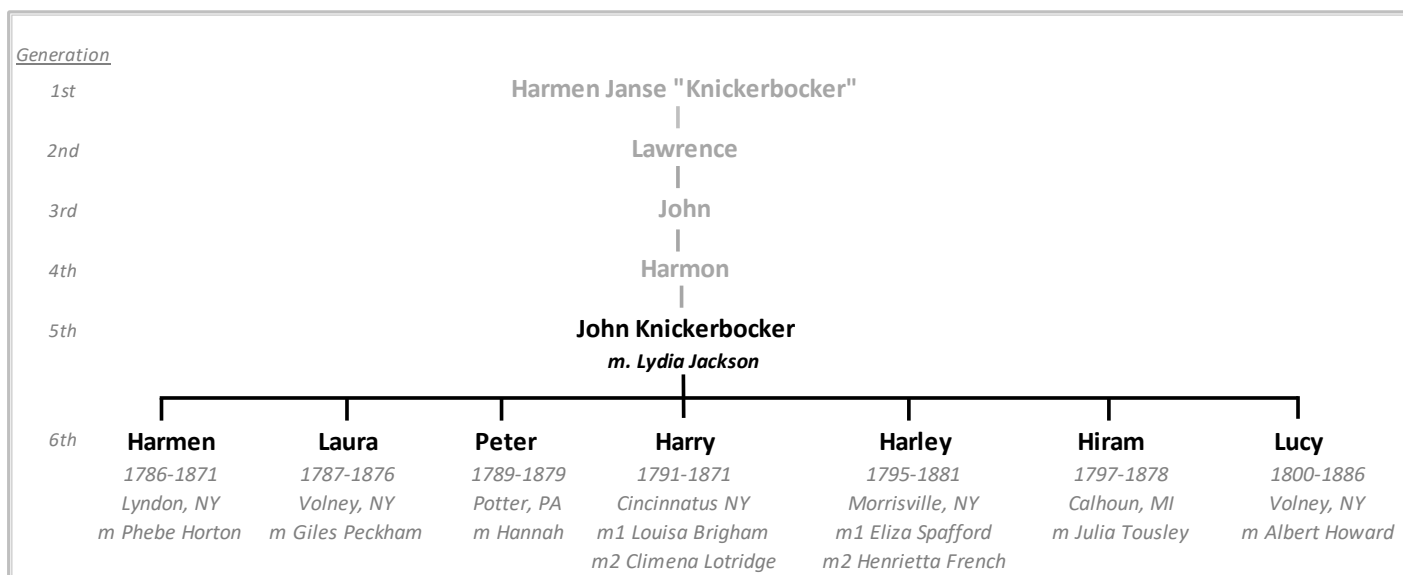 Generation
1st Harmen Janse "Knickerbocker"
2nd Lawrence
3rd John
4th Harmon
5th John Knickerbocker
m. Lydia Jackson
6th Harmen Laura Peter Harry Harley Hiram Lucy
1786-1871 1787-1876 1789-1879 1791-1871 1795-1881 1797-1878 1800-1886
Lyndon, NY Volney, NY Potter, PA Cincinnatus NY Morrisville, NY Calhoun, MI Volney, NY
m Phebe Horton m Giles Peckham m Hannah m1 Louisa Brigham m1 Eliza Spafford m Julia Tousley m Albert Howard
m2 Climena Lotridge m2 Henrietta French